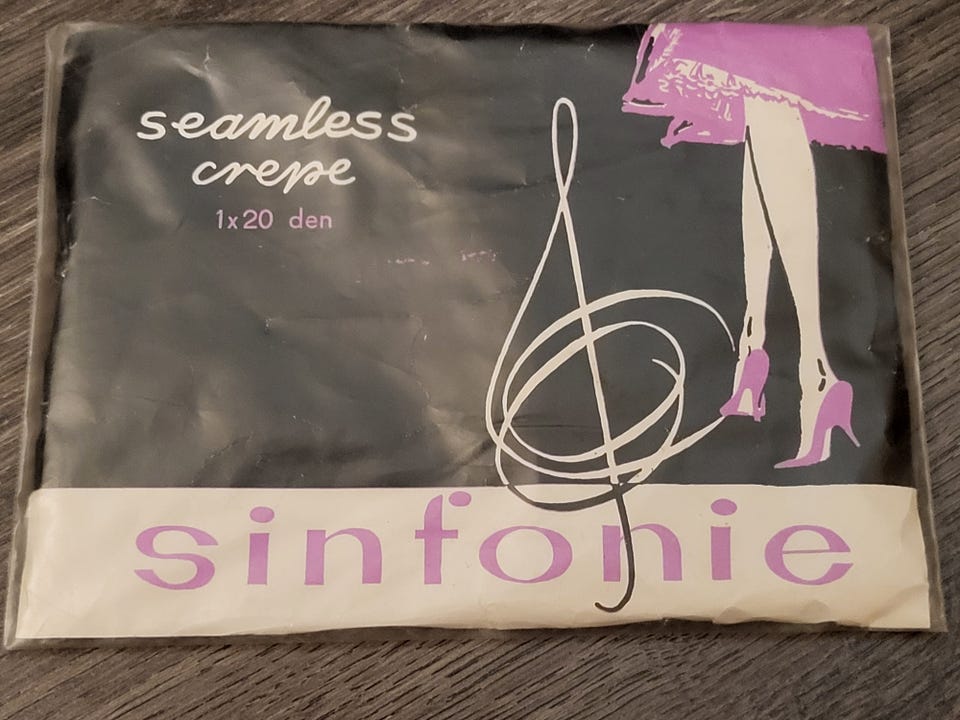 seamless
crepe
1x20 den
sinfonie